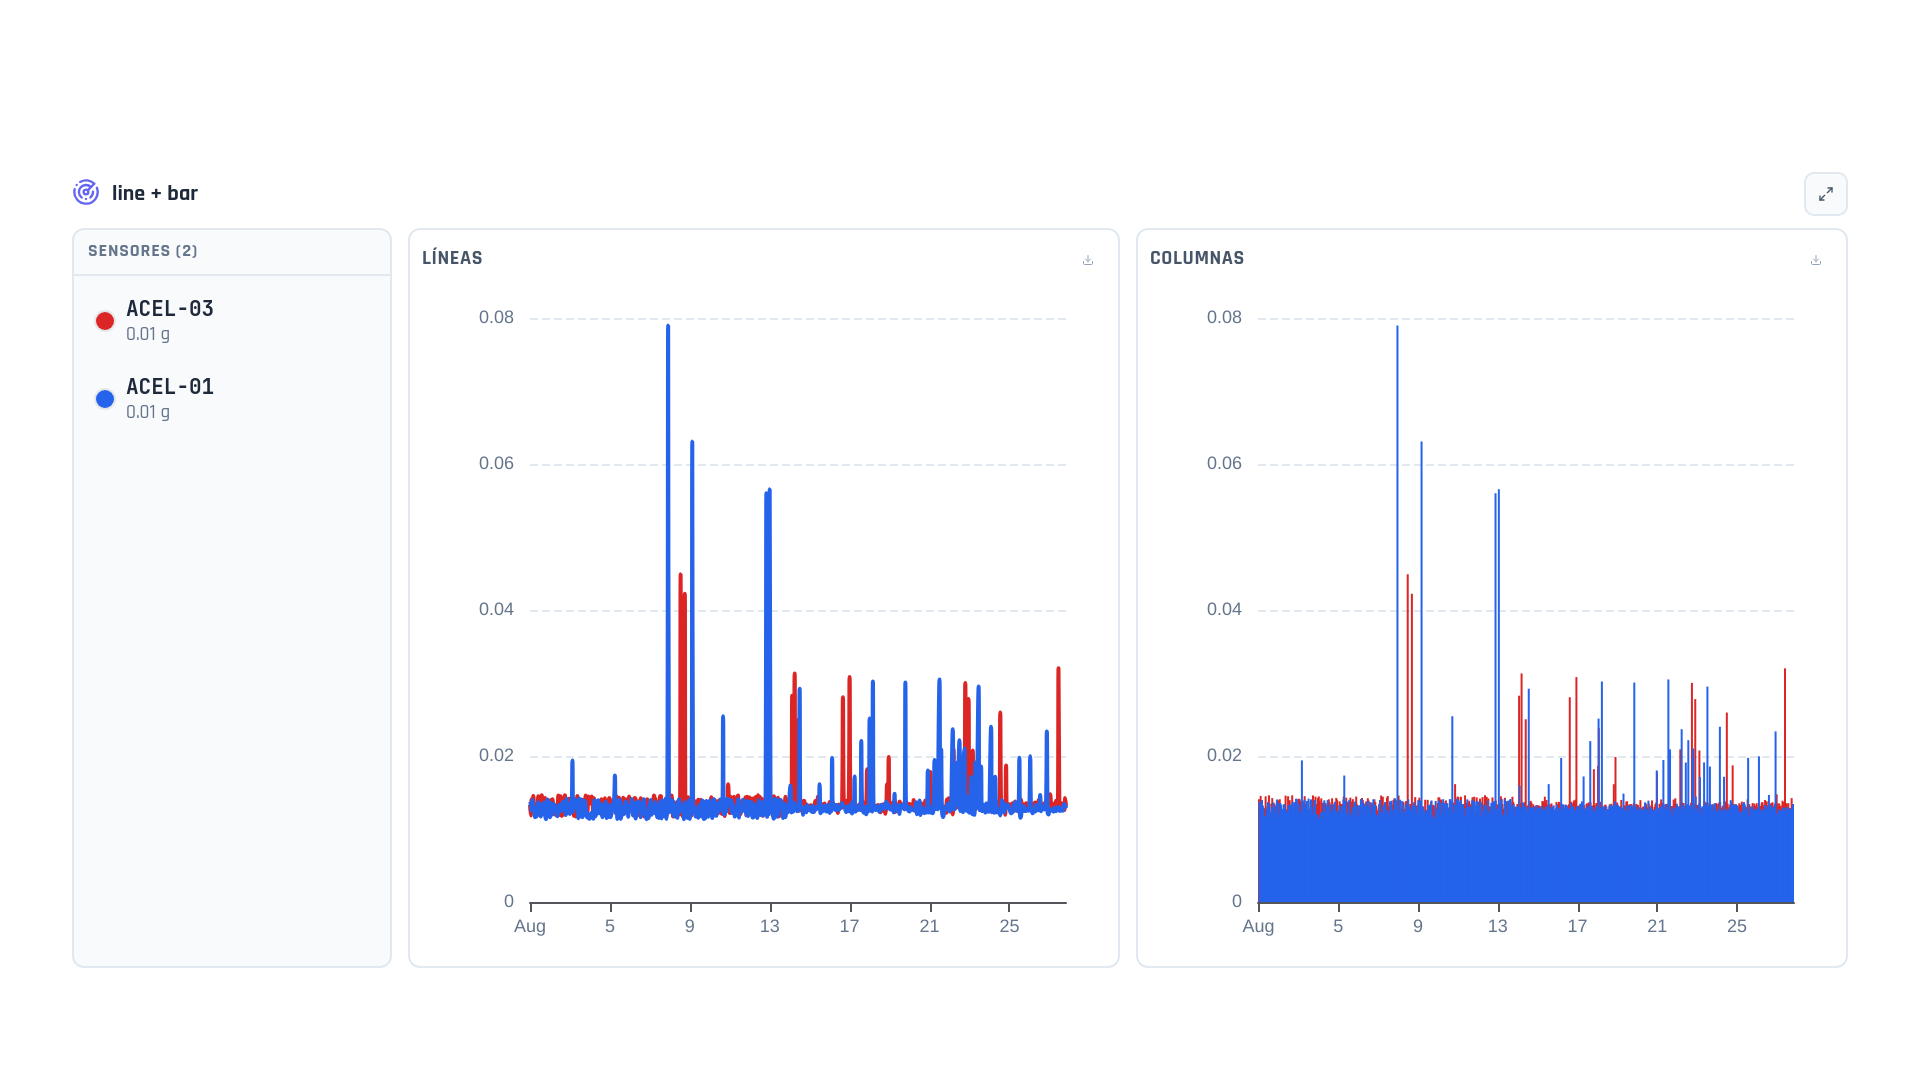 line + bar
SENSORES (2)
ACEL-03
0.01 g
ACEL-01
0.01 g
LÍNEAS
0.08
0.06
0.04
0.02
0
Aug 5 9 13 17 21 25
COLUMNAS
0.08
0.06
0.04
0.02
0
Aug 5 9 13 17 21 25